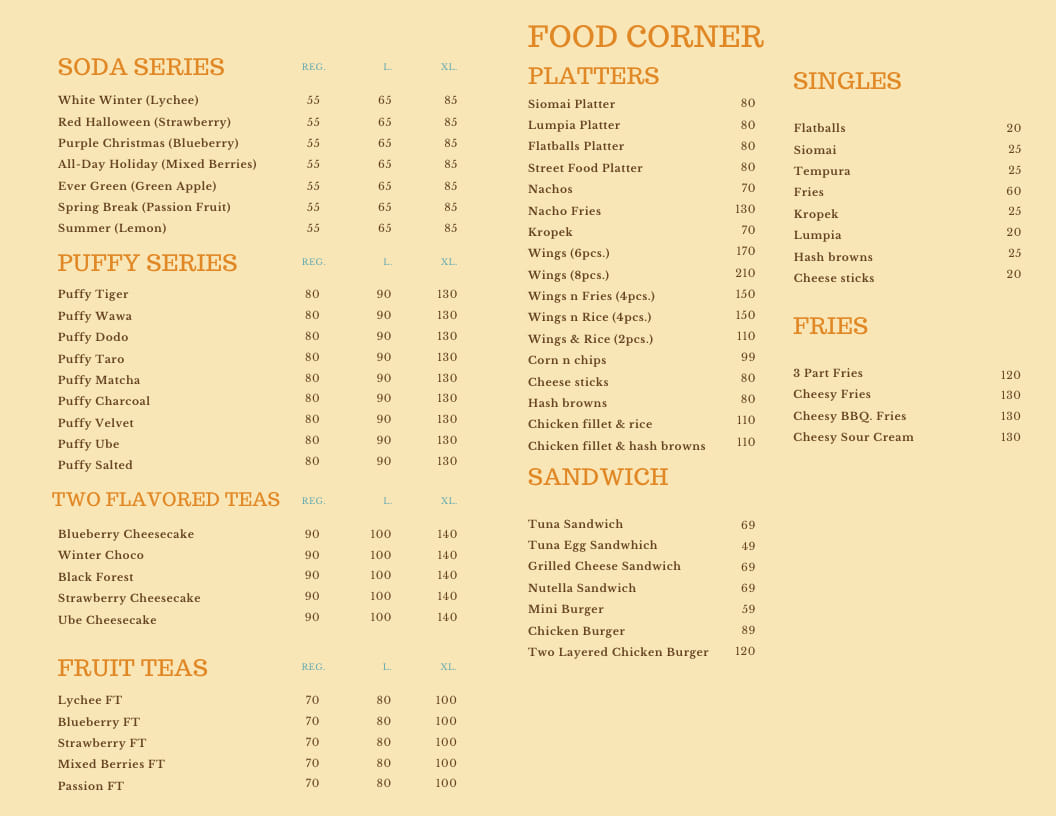 SODA SERIES REG. L. XL.
White Winter (Lychee) 55 65 85
Red Halloween (Strawberry) 55 65 85
Purple Christmas (Blueberry) 55 65 85
All-Day Holiday (Mixed Berries) 55 65 85
Ever Green (Green Apple) 55 65 85
Spring Break (Passion Fruit) 55 65 85
Summer (Lemon) 55 65 85
PUFFY SERIES REG. L. XL.
Puffy Tiger 80 90 130
Puffy Wawa 80 90 130
Puffy Dodo 80 90 130
Puffy Taro 80 90 130
Puffy Matcha 80 90 130
Puffy Charcoal 80 90 130
Puffy Velvet 80 90 130
Puffy Ube 80 90 130
Puffy Salted 80 90 130
TWO FLAVORED TEAS REG. L. XL.
Blueberry Cheesecake 90 100 140
Winter Choco 90 100 140
Black Forest 90 100 140
Strawberry Cheesecake 90 100 140
Ube Cheesecake 90 100 140
FRUIT TEAS REG. L. XL.
Lychee FT 70 80 100
Blueberry FT 70 80 100
Strawberry FT 70 80 100
Mixed Berries FT 70 80 100
Passion FT 70 80 100
FOOD CORNER
PLATTERS
Siomai Platter 80
Lumpia Platter 80
Flatballs Platter 80
Street Food Platter 80
Nachos 70
Nacho Fries 130
Kropek 70
Wings (6pcs.) 170
Wings (8pcs.) 210
Wings n Fries (4pcs.) 150
Wings n Rice (4pcs.) 150
Wings & Rice (2pcs.) 110
Corn n chips 99
Cheese sticks 80
Hash browns 80
Chicken fillet & rice 110
Chicken fillet & hash browns 110
SANDWICH
Tuna Sandwich 69
Tuna Egg Sandwhich 49
Grilled Cheese Sandwich 69
Nutella Sandwich 69
Mini Burger 59
Chicken Burger 89
Two Layered Chicken Burger 120
SINGLES
Flatballs 20
Siomai 25
Tempura 25
Fries 60
Kropek 25
Lumpia 20
Hash browns 25
Cheese sticks 20
FRIES
3 Part Fries 120
Cheesy Fries 130
Cheesy BBQ. Fries 130
Cheesy Sour Cream 130